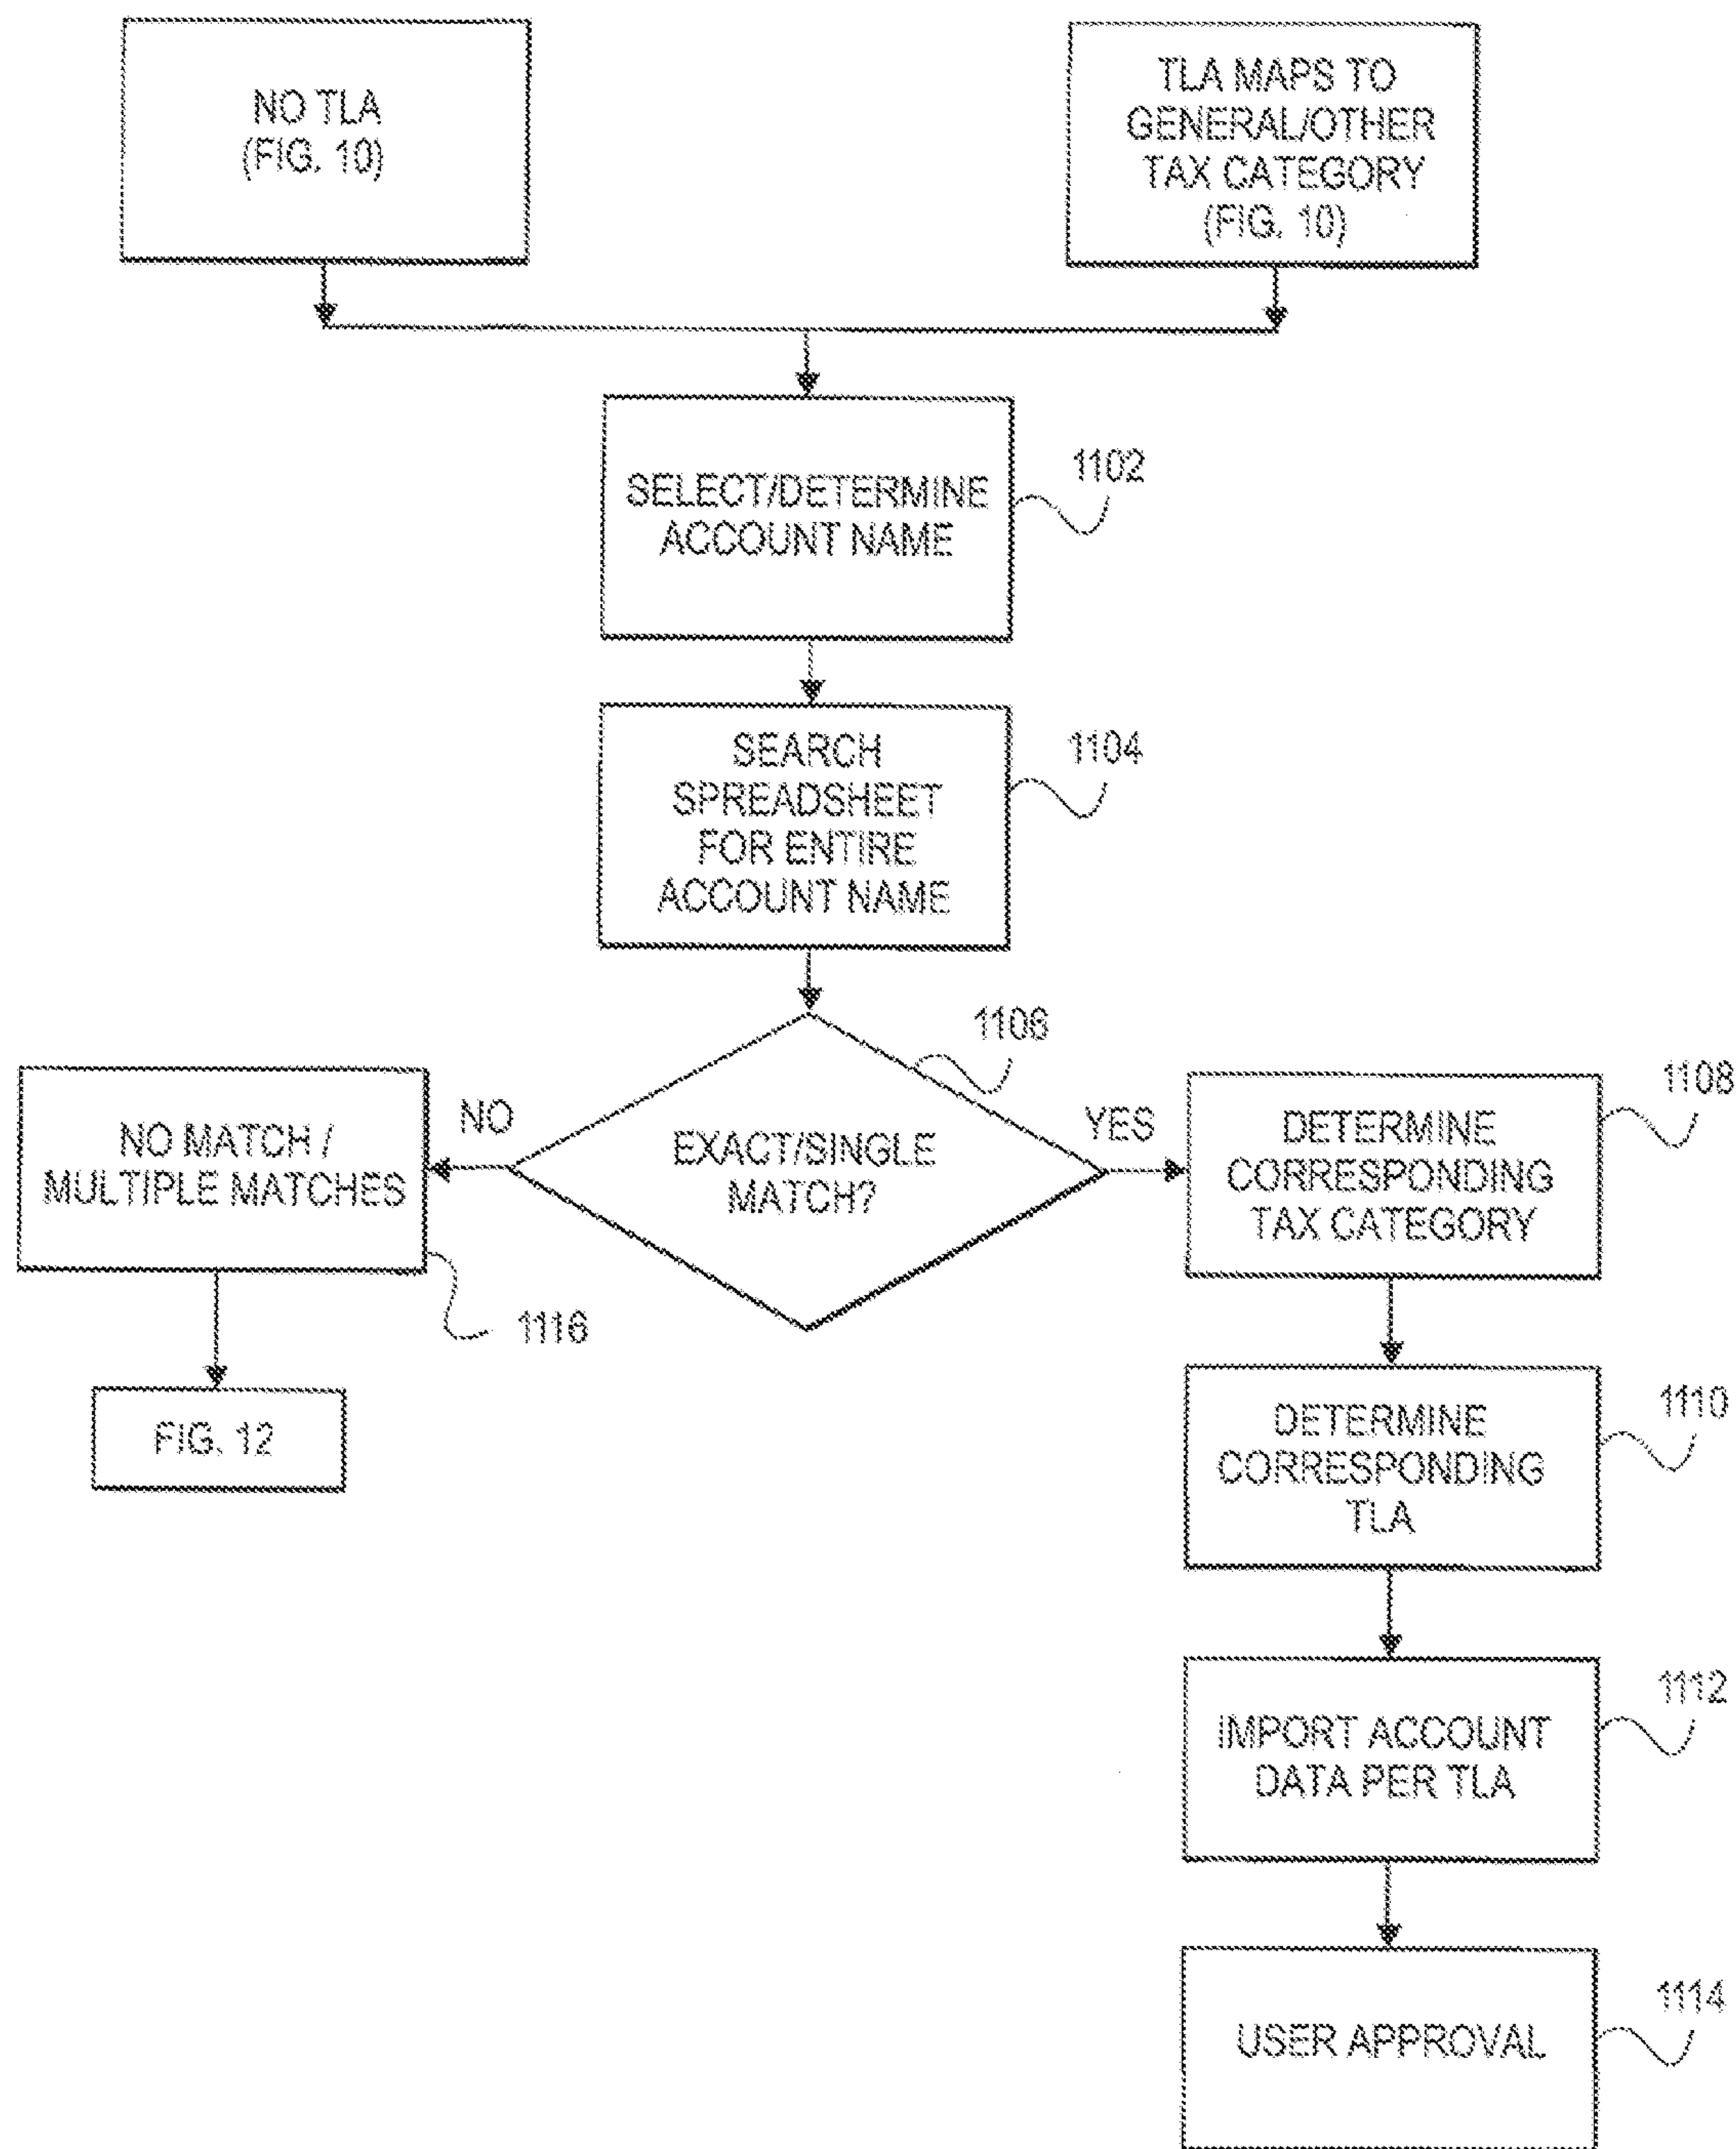 NO TLA
(FIG. 10)
TLA MAPS TO
GENERAL/OTHER
TAX CATEGORY
(FIG. 10)
SELECT/DETERMINE
ACCOUNT NAME
1102
SEARCH
SPREADSHEET
FOR ENTIRE
ACCOUNT NAME
1104
1106
EXACT/SINGLE
MATCH?
NO
YES
NO MATCH /
MULTIPLE MATCHES
1116
FIG. 12
DETERMINE
CORRESPONDING
TAX CATEGORY
1108
DETERMINE
CORRESPONDING
TLA
1110
IMPORT ACCOUNT
DATA PER TLA
1112
USER APPROVAL
1114